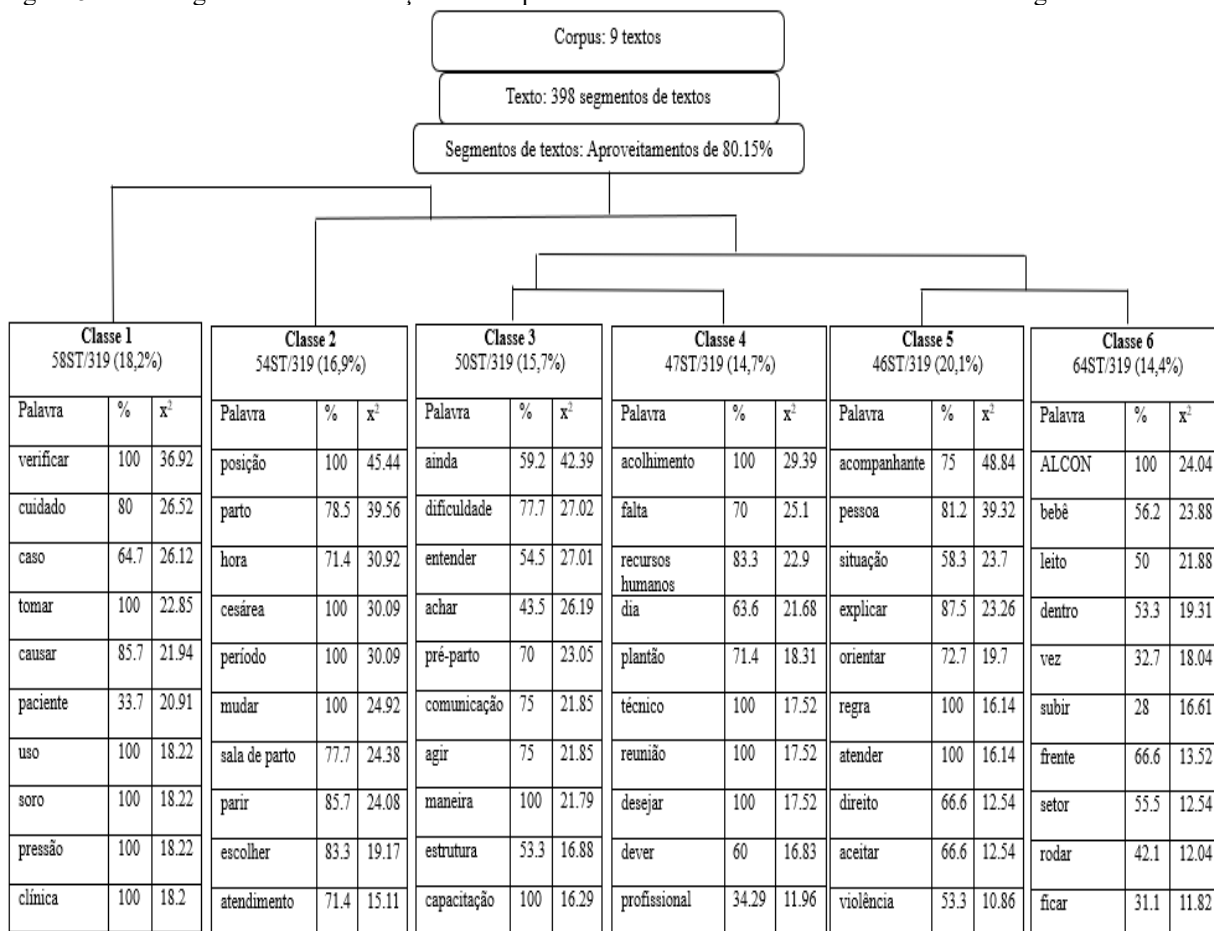 Corpus: 9 textos
Texto: 398 segmentos de textos
Segmentos de textos: Aproveitamentos de 80.15%
Classe 1
58ST/319 (18,2%)
Palavra % x²
verificar 100 36.92
cuidado 80 26.52
caso 64.7 26.12
tomar 100 22.85
causar 85.7 21.94
paciente 33.7 20.91
uso 100 18.22
soro 100 18.22
pressão 100 18.22
clínica 100 18.2
Classe 2
54ST/319 (16,9%)
Palavra % x²
posição 100 45.44
parto 78.5 39.56
hora 71.4 30.92
cesárea 100 30.09
período 100 30.09
mudar 100 24.92
sala de parto 77.7 24.38
parir 85.7 24.08
escolher 83.3 19.17
atendimento 71.4 15.11
Classe 3
50ST/319 (15,7%)
Palavra % x²
ainda 59.2 42.39
dificuldade 77.7 27.02
entender 54.5 27.01
achar 43.5 26.19
pré-parto 70 23.05
comunicação 75 21.85
agir 75 21.85
maneira 100 21.79
estrutura 53.3 16.88
capacitação 100 16.29
Classe 4
47ST/319 (14,7%)
Palavra % x²
acolhimento 100 29.39
falta 70 25.1
recursos 83.3 22.9
humanos
dia 63.6 21.68
plantão 71.4 18.31
técnico 100 17.52
reunião 100 17.52
desejar 100 17.52
dever 60 16.83
profissional 34.29 11.96
Classe 5
46ST/319 (20,1%)
Palavra % x²
acompanhante 75 48.84
pessoa 81.2 39.32
situação 58.3 23.7
explicar 87.5 23.26
orientar 72.7 19.7
regra 100 16.14
atender 100 16.14
direito 66.6 12.54
aceitar 66.6 12.54
violência 53.3 10.86
Classe 6
64ST/319 (14,4%)
Palavra % x²
ALCON 100 24.04
bebê 56.2 23.88
leito 50 21.88
dentro 53.3 19.31
vez 32.7 18.04
subir 28 16.61
frente 66.6 13.52
setor 55.5 12.54
rodar 42.1 12.04
ficar 31.1 11.82